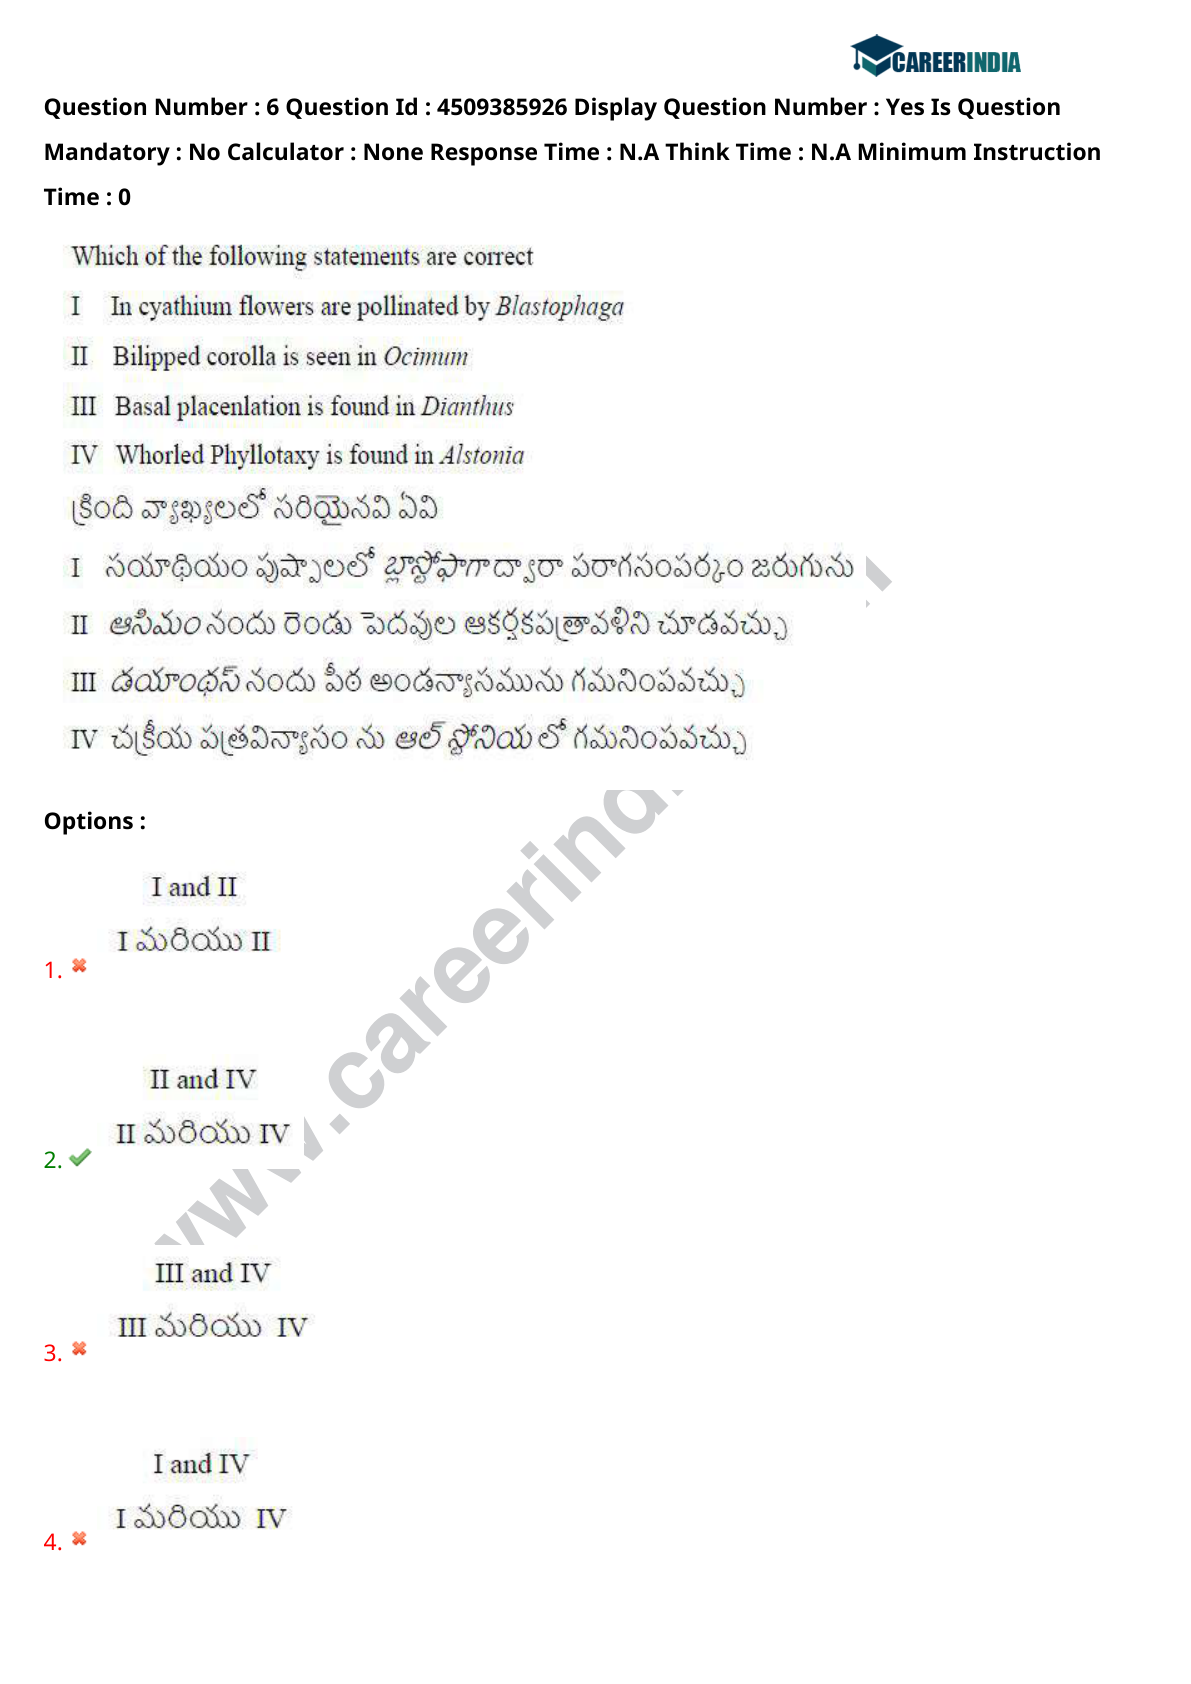 CAREERINDIA
Question Number : 6 Question Id : 4509385926 Display Question Number : Yes Is Question
Mandatory : No Calculator : None Response Time : N.A Think Time : N.A Minimum Instruction
Time : 0
Which of the following statements are correct
I In cyathium flowers are pollinated by Blastophaga
II Bilipped corolla is seen in Ocimum
III Basal placenlation is found in Dianthus
IV Whorled Phyllotaxy is found in Alstonia
క్రింది వ్యాఖ్యలలో సరియైనవి ఏవి
I సయాథియం పుష్పాలలో బ్లాస్టోఫాగా ద్వారా పరాగసంపర్కం జరుగును
II ఆసిమం నందు రెండు పెదవుల ఆకర్షకపత్రావళిని చూడవచ్చు
III డయాంథస్ నందు పీఠ అండన్యాసమును గమనింపవచ్చు
IV చక్రీయ పత్రవిన్యాసం ను ఆల్ స్టోనియ లో గమనింపవచ్చు
Options :
I and II
I మరియు II
1.
II and IV
II మరియు IV
2.
III and IV
III మరియు IV
3.
I and IV
I మరియు IV
4.